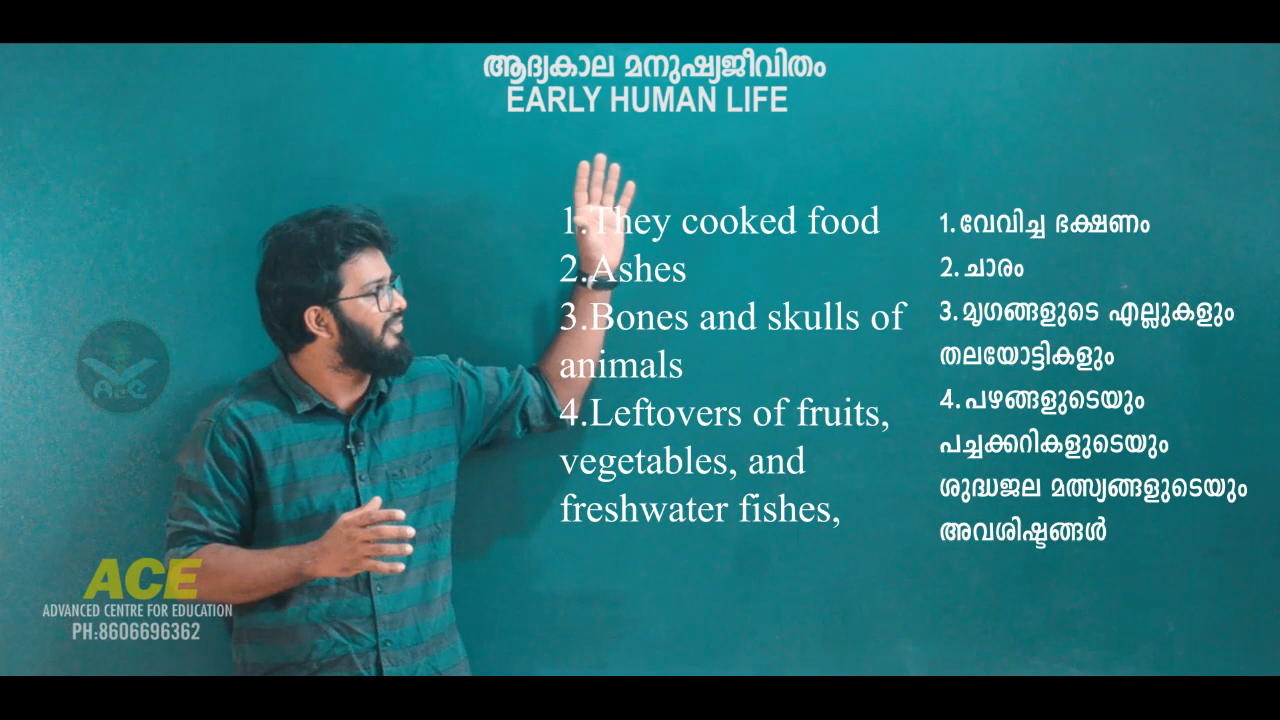 ആദ്യകാല മനുഷ്യജീവിതം
EARLY HUMAN LIFE
1.They cooked food
2.Ashes
3.Bones and skulls of
animals
4.Leftovers of fruits,
vegetables, and
freshwater fishes,
1.വേവിച്ച ഭക്ഷണം
2.ചാരം
3.മൃഗങ്ങളുടെ എല്ലുകളും
തലയോട്ടികളും
4.പഴങ്ങളുടെയും
പച്ചക്കറികളുടെയും
ശുദ്ധജല മത്സ്യങ്ങളുടെയും
അവശിഷ്ടങ്ങൾ
ACE
ACE
ADVANCED CENTRE FOR EDUCATION
PH:8606696362